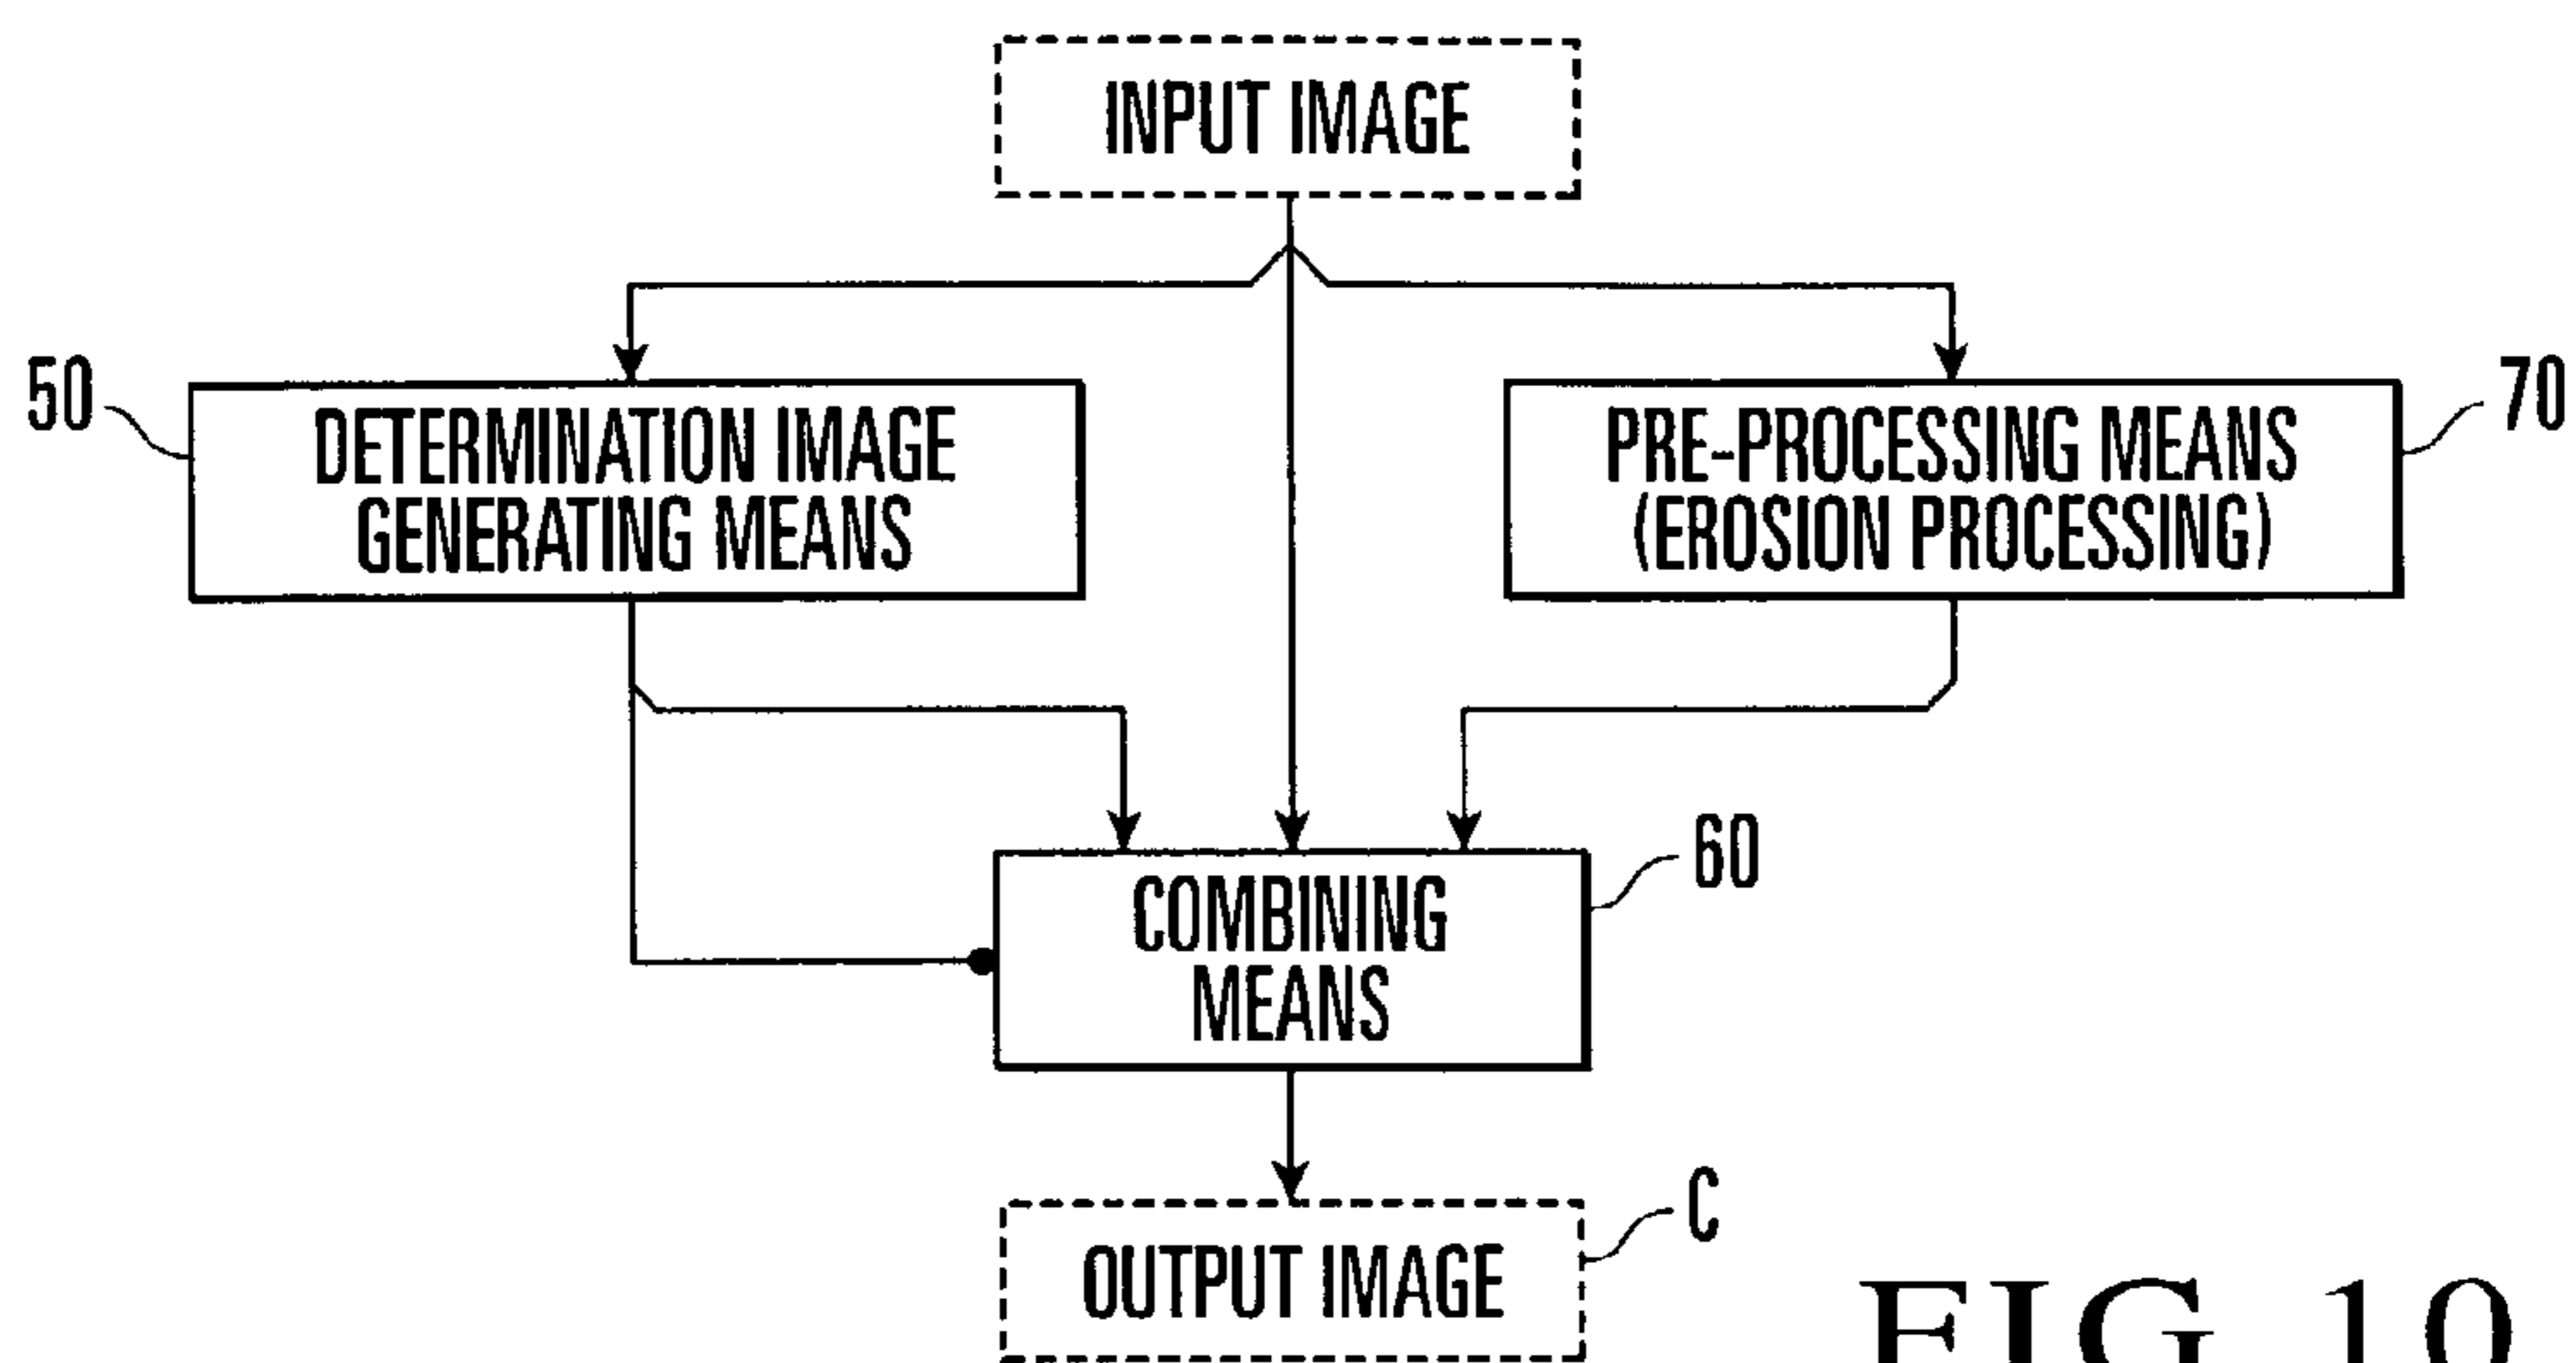 INPUT IMAGE
50
DETERMINATION IMAGE
GENERATING MEANS
PRE-PROCESSING MEANS
(EROSION PROCESSING)
70
COMBINING
MEANS
60
OUTPUT IMAGE
C
FIG. 10